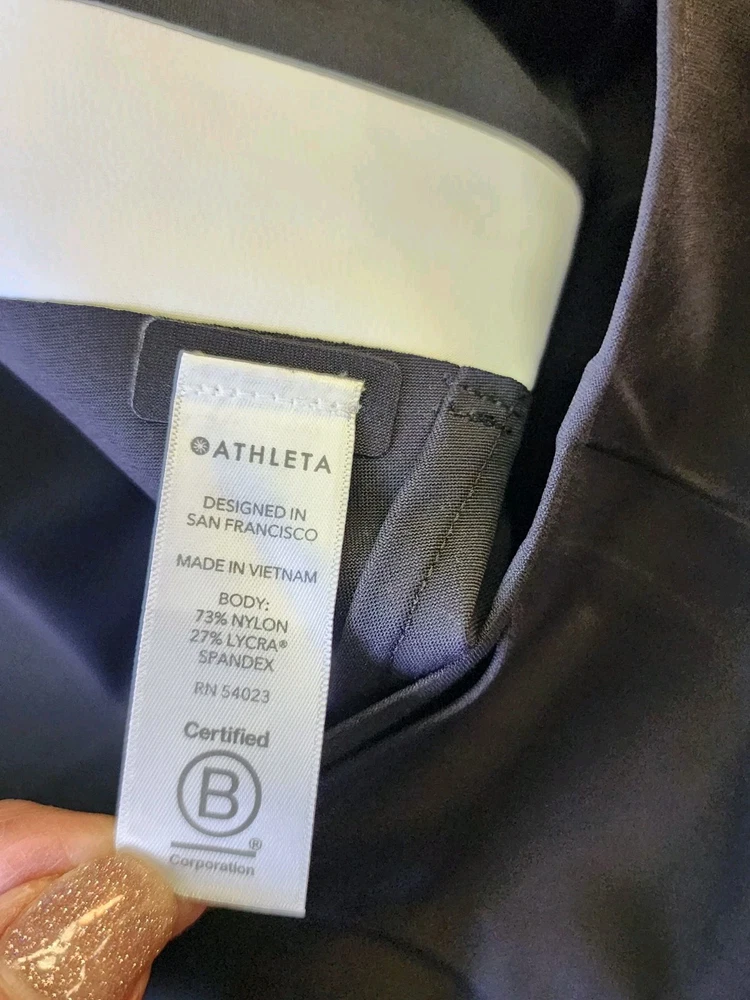 ATHLETA
DESIGNED IN
SAN FRANCISCO
MADE IN VIETNAM
BODY:
73% NYLON
27% LYCRA®
SPANDEX
RN 54023
Certified
B
®
Corporation